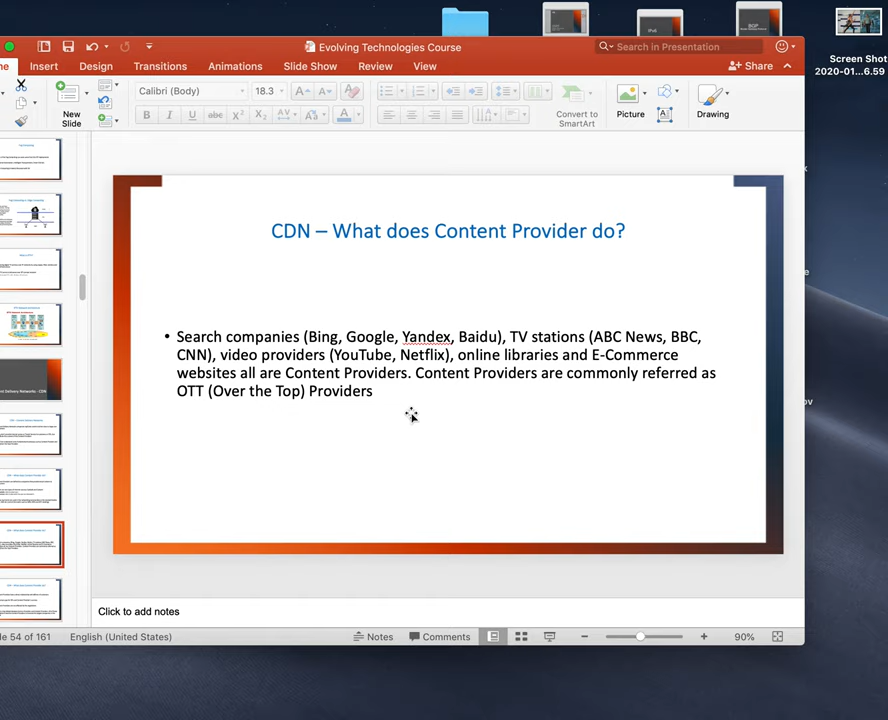 Evolving Technologies Course
Search in Presentation
Insert Design Transitions Animations Slide Show Review View
Share
Calibri (Body) 18.3
New
Slide
Convert to
SmartArt
Picture
Drawing
Screen Shot
2020-01...6.59
CDN – What does Content Provider do?
• Search companies (Bing, Google, Yandex, Baidu), TV stations (ABC News, BBC,
CNN), video providers (YouTube, Netflix), online libraries and E-Commerce
websites all are Content Providers. Content Providers are commonly referred as
OTT (Over the Top) Providers
Click to add notes
de 54 of 161 English (United States) Notes Comments 90%